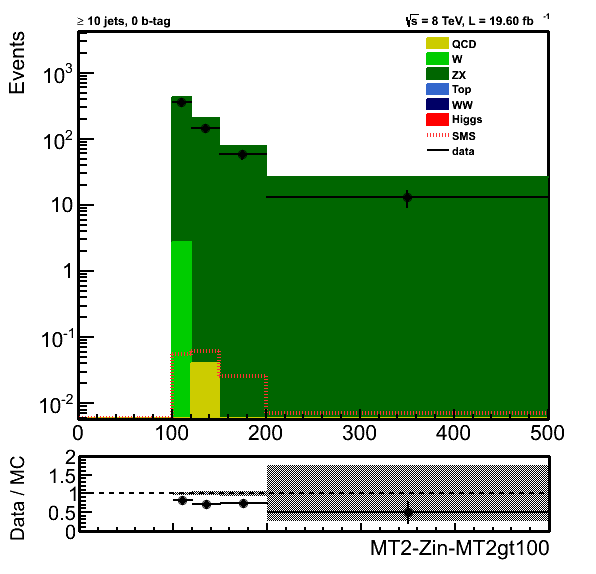 ≥ 10 jets, 0 b-tag
√s = 8 TeV, L = 19.60 fb⁻¹
Events
QCD
W
ZX
Top
WW
Higgs
SMS
data
10³
10²
10
1
10⁻¹
10⁻²
0 100 200 300 400 500
Data / MC
2
1.5
1
0.5
0
MT2-Zin-MT2gt100